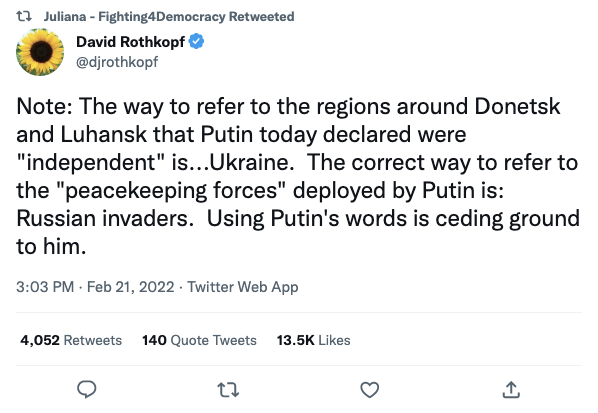 Juliana - Fighting4Democracy Retweeted
David Rothkopf
@djrothkopf
Note: The way to refer to the regions around Donetsk
and Luhansk that Putin today declared were
"independent" is...Ukraine.  The correct way to refer to
the "peacekeeping forces" deployed by Putin is:
Russian invaders.  Using Putin's words is ceding ground
to him.
3:03 PM · Feb 21, 2022 · Twitter Web App
4,052 Retweets 140 Quote Tweets 13.5K Likes